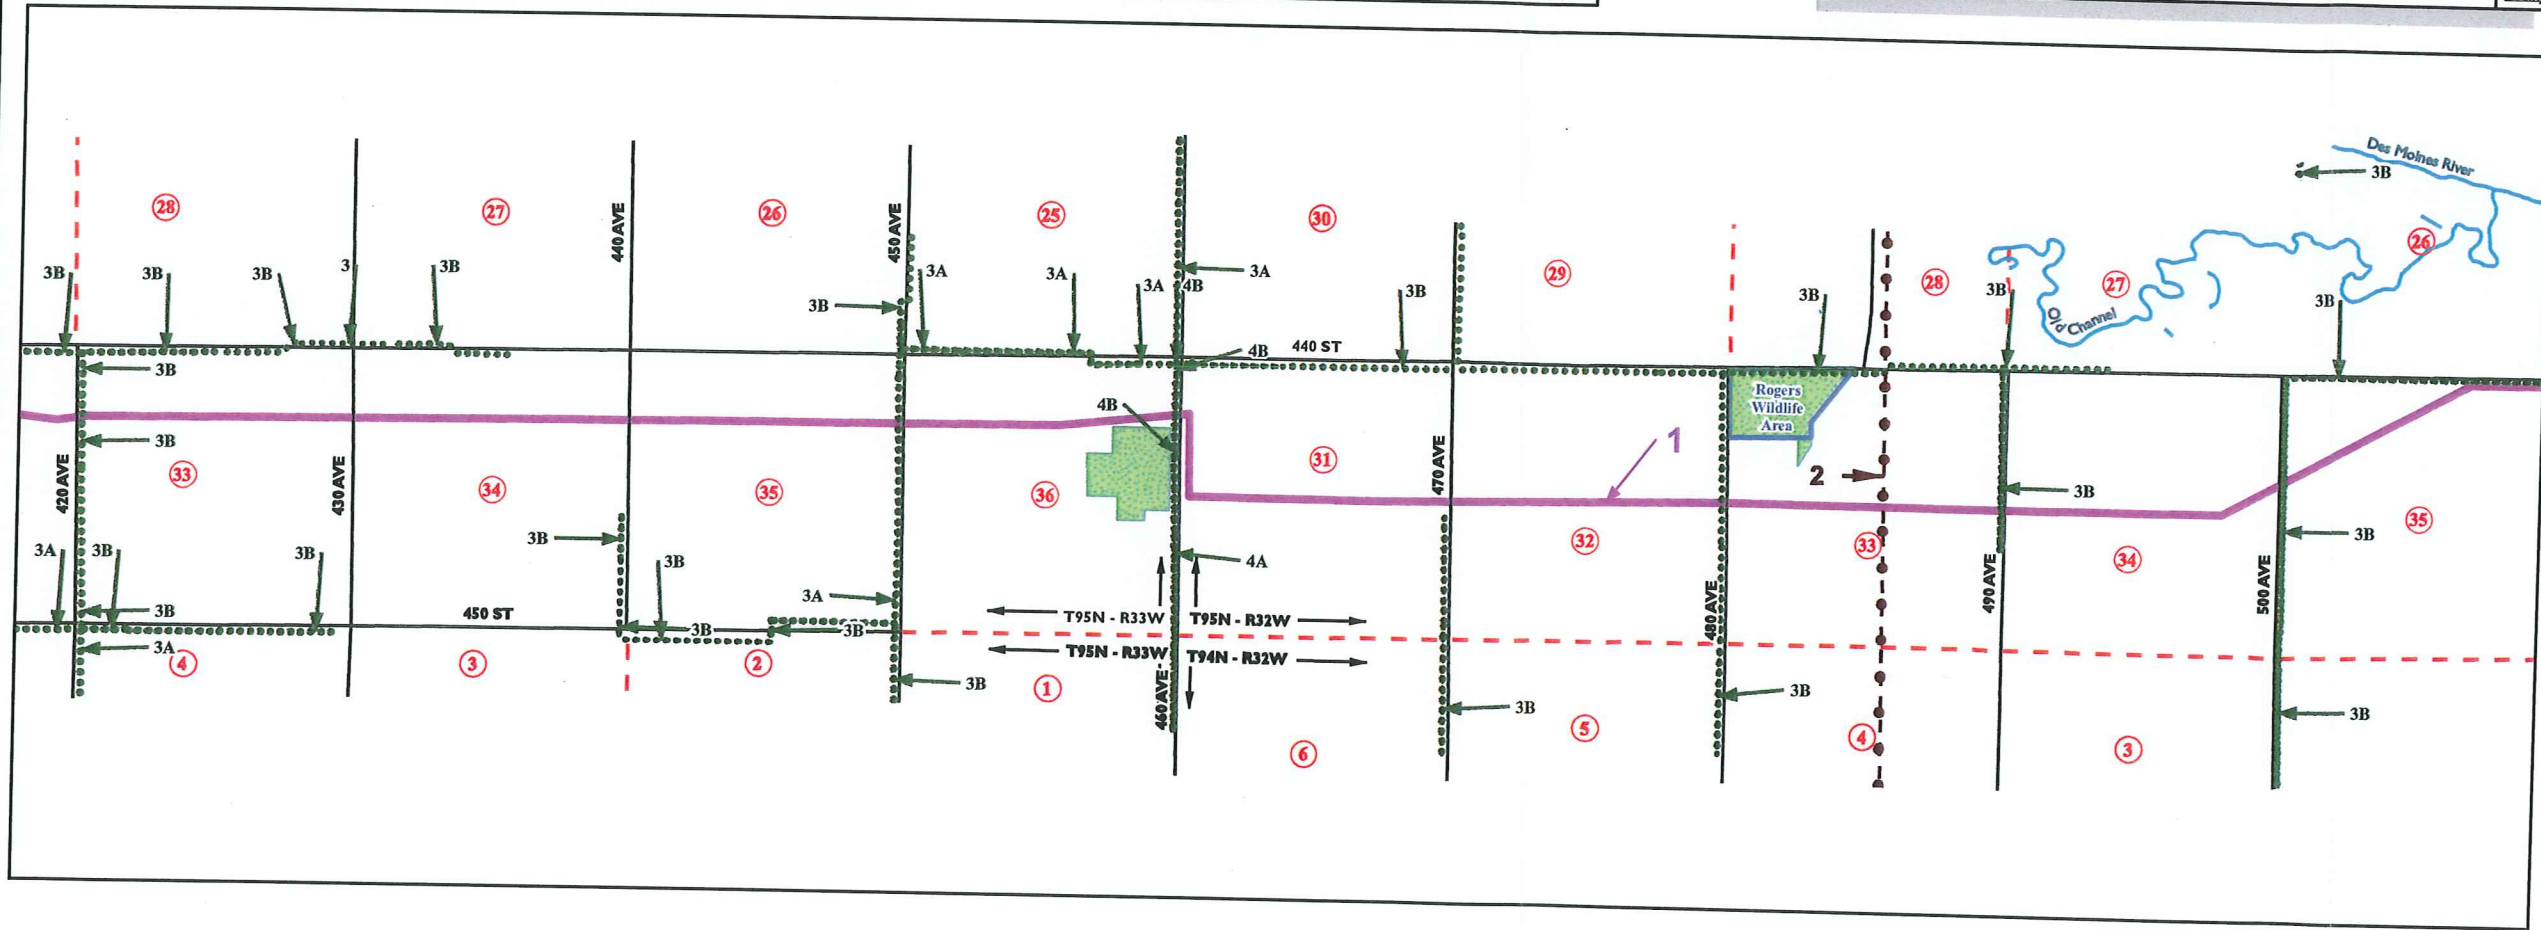 Des Moines River
3B
28
27
26
25
30
29
28
27
26
440 AVE
450 AVE
3B
3B
3B
3
3B
3B
3A
3A
3A
4B
3A
3B
3B
3B
3B
Old Channel
440 ST
4B
3B
3B
4B
Rogers
Wildlife
Area
1
2
420 AVE
430 AVE
470 AVE
33
34
35
36
31
32
33
34
35
3B
3B
3A
3B
3B
3B
3B
3A
4A
480 AVE
490 AVE
500 AVE
3B
450 ST
3B
3B
T95N - R33W
T95N - R32W
3A
4
3
2
T95N - R33W
T94N - R32W
3B
1
460 AVE
3B
3B
3B
6
5
4
3